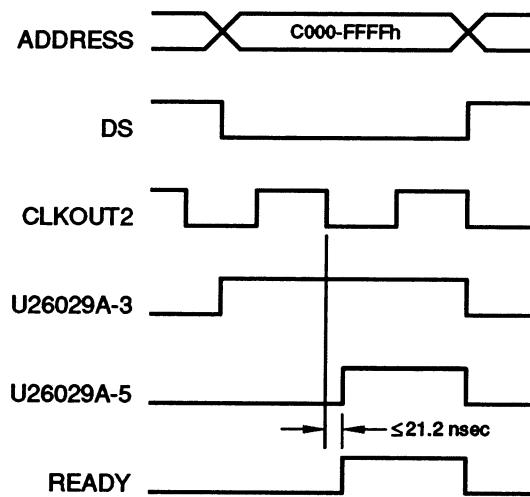 ADDRESS
C000-FFFFh
DS
CLKOUT2
U26029A-3
U26029A-5
≤21.2 nsec
READY